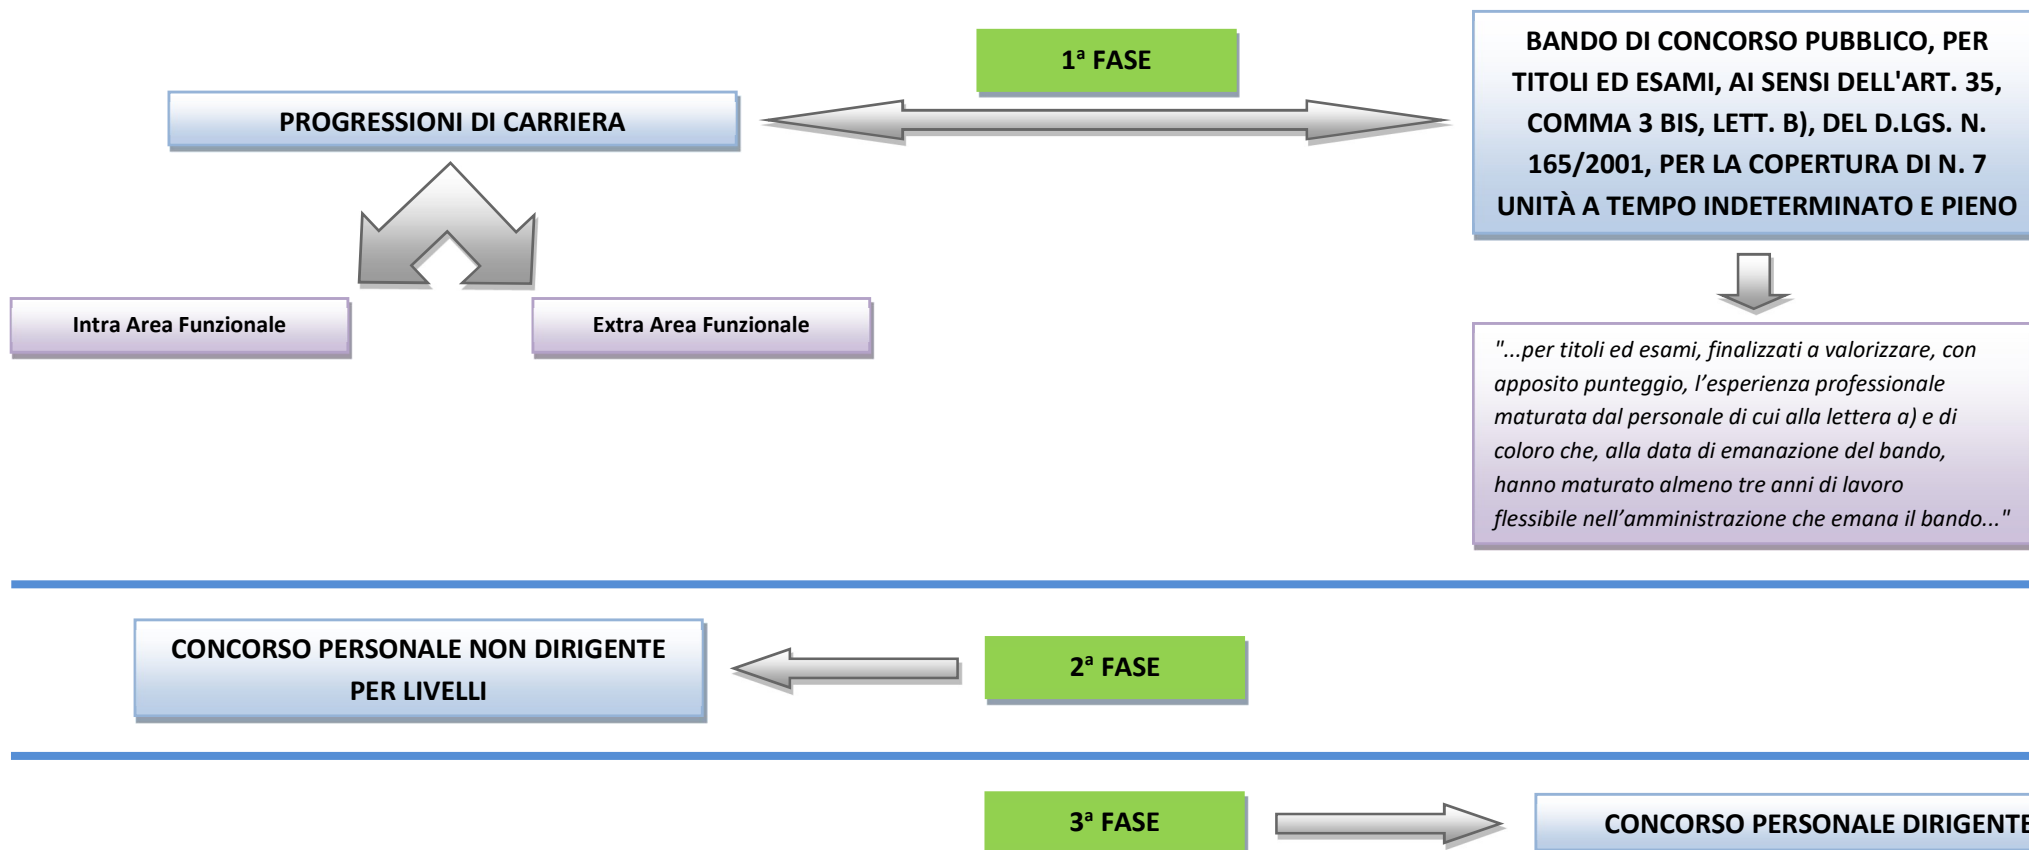 1ª FASE
PROGRESSIONI DI CARRIERA
BANDO DI CONCORSO PUBBLICO, PER
TITOLI ED ESAMI, AI SENSI DELL'ART. 35,
COMMA 3 BIS, LETT. B), DEL D.LGS. N.
165/2001, PER LA COPERTURA DI N. 7
UNITÀ A TEMPO INDETERMINATO E PIENO
Intra Area Funzionale
Extra Area Funzionale
"...per titoli ed esami, finalizzati a valorizzare, con
apposito punteggio, l’esperienza professionale
maturata dal personale di cui alla lettera a) e di
coloro che, alla data di emanazione del bando,
hanno maturato almeno tre anni di lavoro
flessibile nell’amministrazione che emana il bando..."
CONCORSO PERSONALE NON DIRIGENTE
PER LIVELLI
2ª FASE
3ª FASE
CONCORSO PERSONALE DIRIGENTE